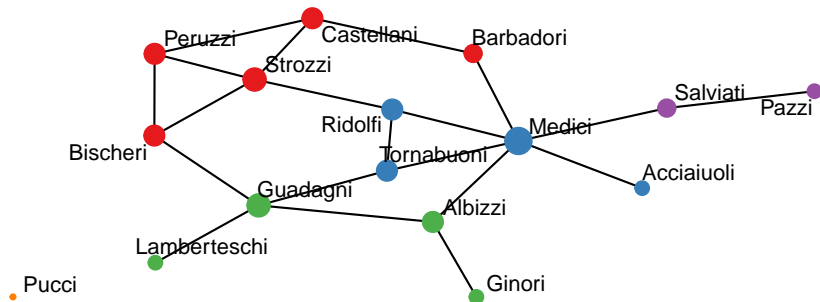 Peruzzi
Castellani
Barbadori
Strozzi
Salviati
Pazzi
Ridolfi
Medici
Bischeri
Tornabuoni
Acciaiuoli
Guadagni
Albizzi
Lamberteschi
Pucci
Ginori